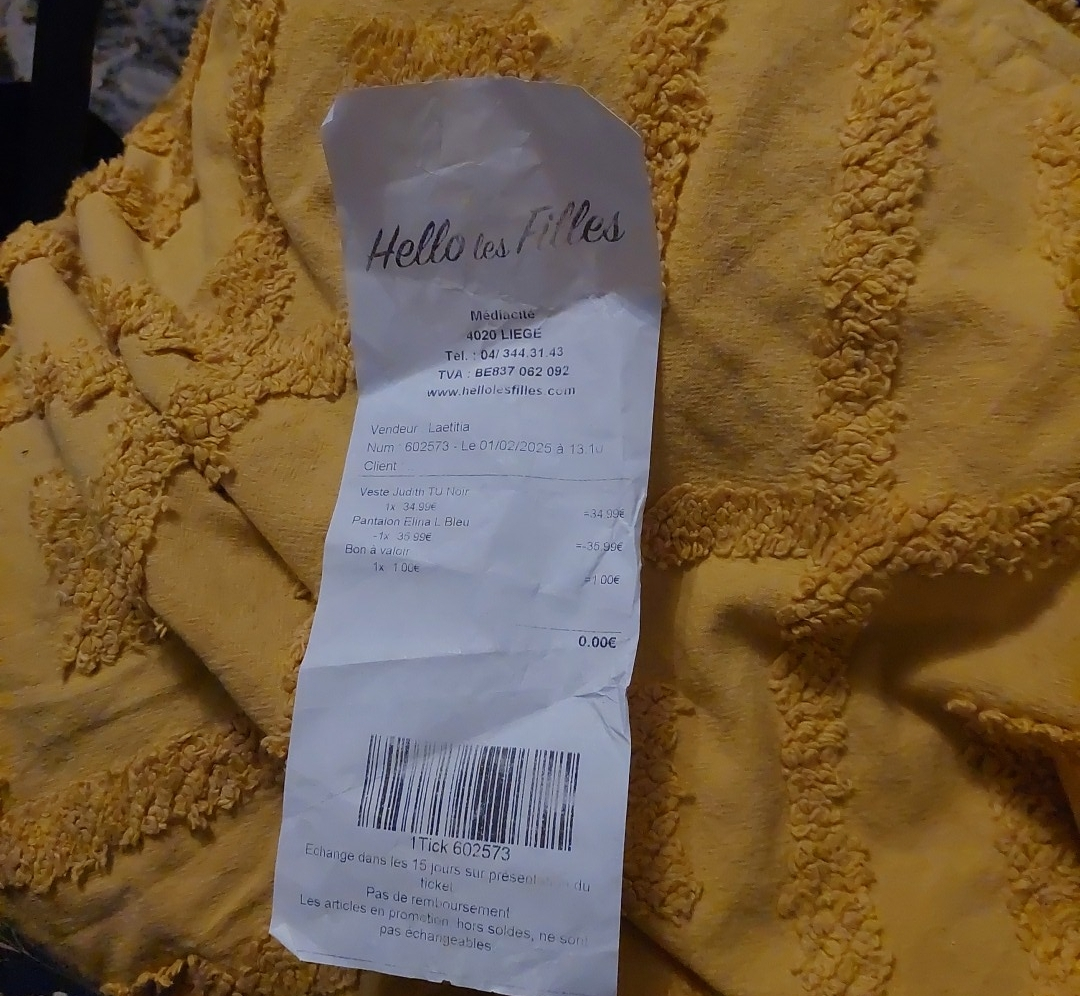 Hello les Filles
Médiacité
4020 LIEGE
Tél. : 04/ 344.31.43
TVA : BE837 062 092
www.hellolesfilles.com
Vendeur : Laetitia
Num : 602573 - Le 01/02/2025 à 13:10
Client
Veste Judith TU Noir
1x 34.99€ =34.99€
Pantalon Elina L Bleu
-1x 35.99€ =-35.99€
Bon à valoir
1x 1.00€ =1.00€
0.00€
1Tick 602573
Echange dans les 15 jours sur présentation du
ticket.
Pas de remboursement
Les articles en promotion, hors soldes, ne sont
pas échangeables